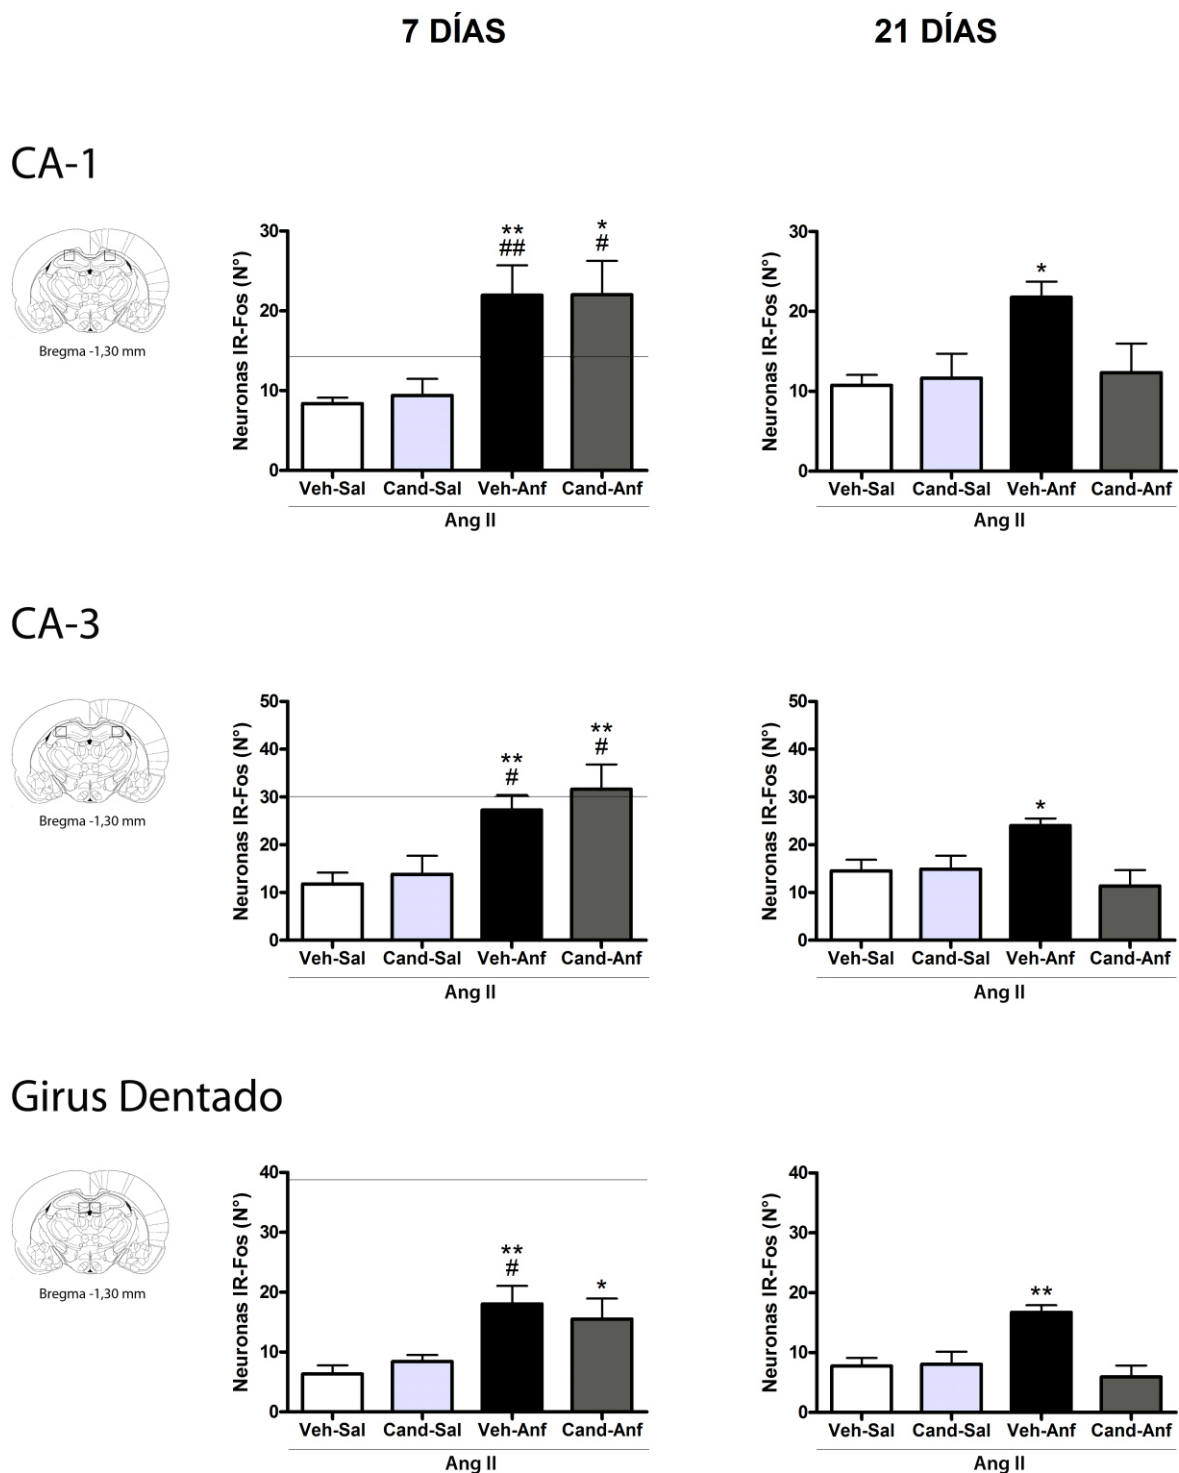 7 DÍAS
21 DÍAS
CA-1
Bregma -1,30 mm
Neuronas IR-Fos (N°)
30
20
10
0
**
##
*
#
Veh-Sal Cand-Sal Veh-Anf Cand-Anf
Ang II
Neuronas IR-Fos (N°)
30
20
10
0
*
Veh-Sal Cand-Sal Veh-Anf Cand-Anf
Ang II
CA-3
Bregma -1,30 mm
Neuronas IR-Fos (N°)
50
40
30
20
10
0
**
#
**
#
Veh-Sal Cand-Sal Veh-Anf Cand-Anf
Ang II
Neuronas IR-Fos (N°)
50
40
30
20
10
0
*
Veh-Sal Cand-Sal Veh-Anf Cand-Anf
Ang II
Girus Dentado
Bregma -1,30 mm
Neuronas IR-Fos (N°)
40
30
20
10
0
**
#
*
Veh-Sal Cand-Sal Veh-Anf Cand-Anf
Ang II
Neuronas IR-Fos (N°)
40
30
20
10
0
**
Veh-Sal Cand-Sal Veh-Anf Cand-Anf
Ang II